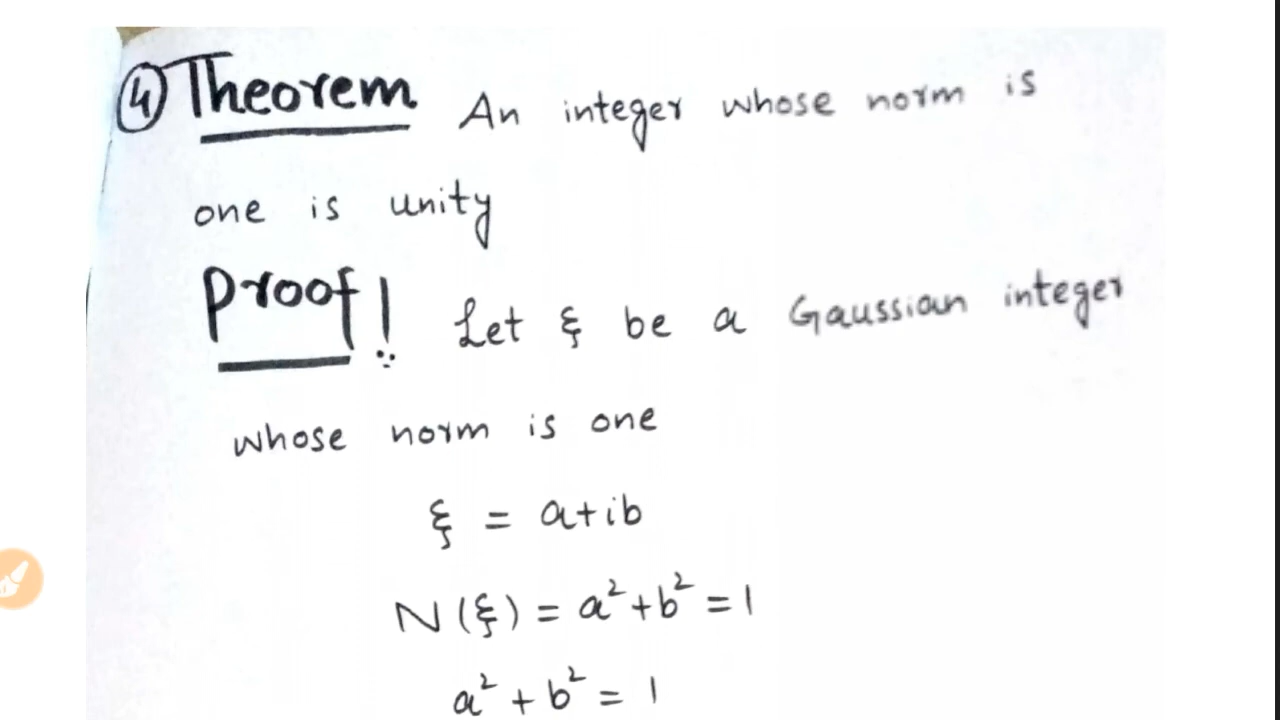 ④ Theorem An integer whose norm is
one is unity
Proof! Let ξ be a Gaussian integer
whose norm is one
ξ = a+ib
N(ξ) = a²+b² = 1
a² + b² = 1